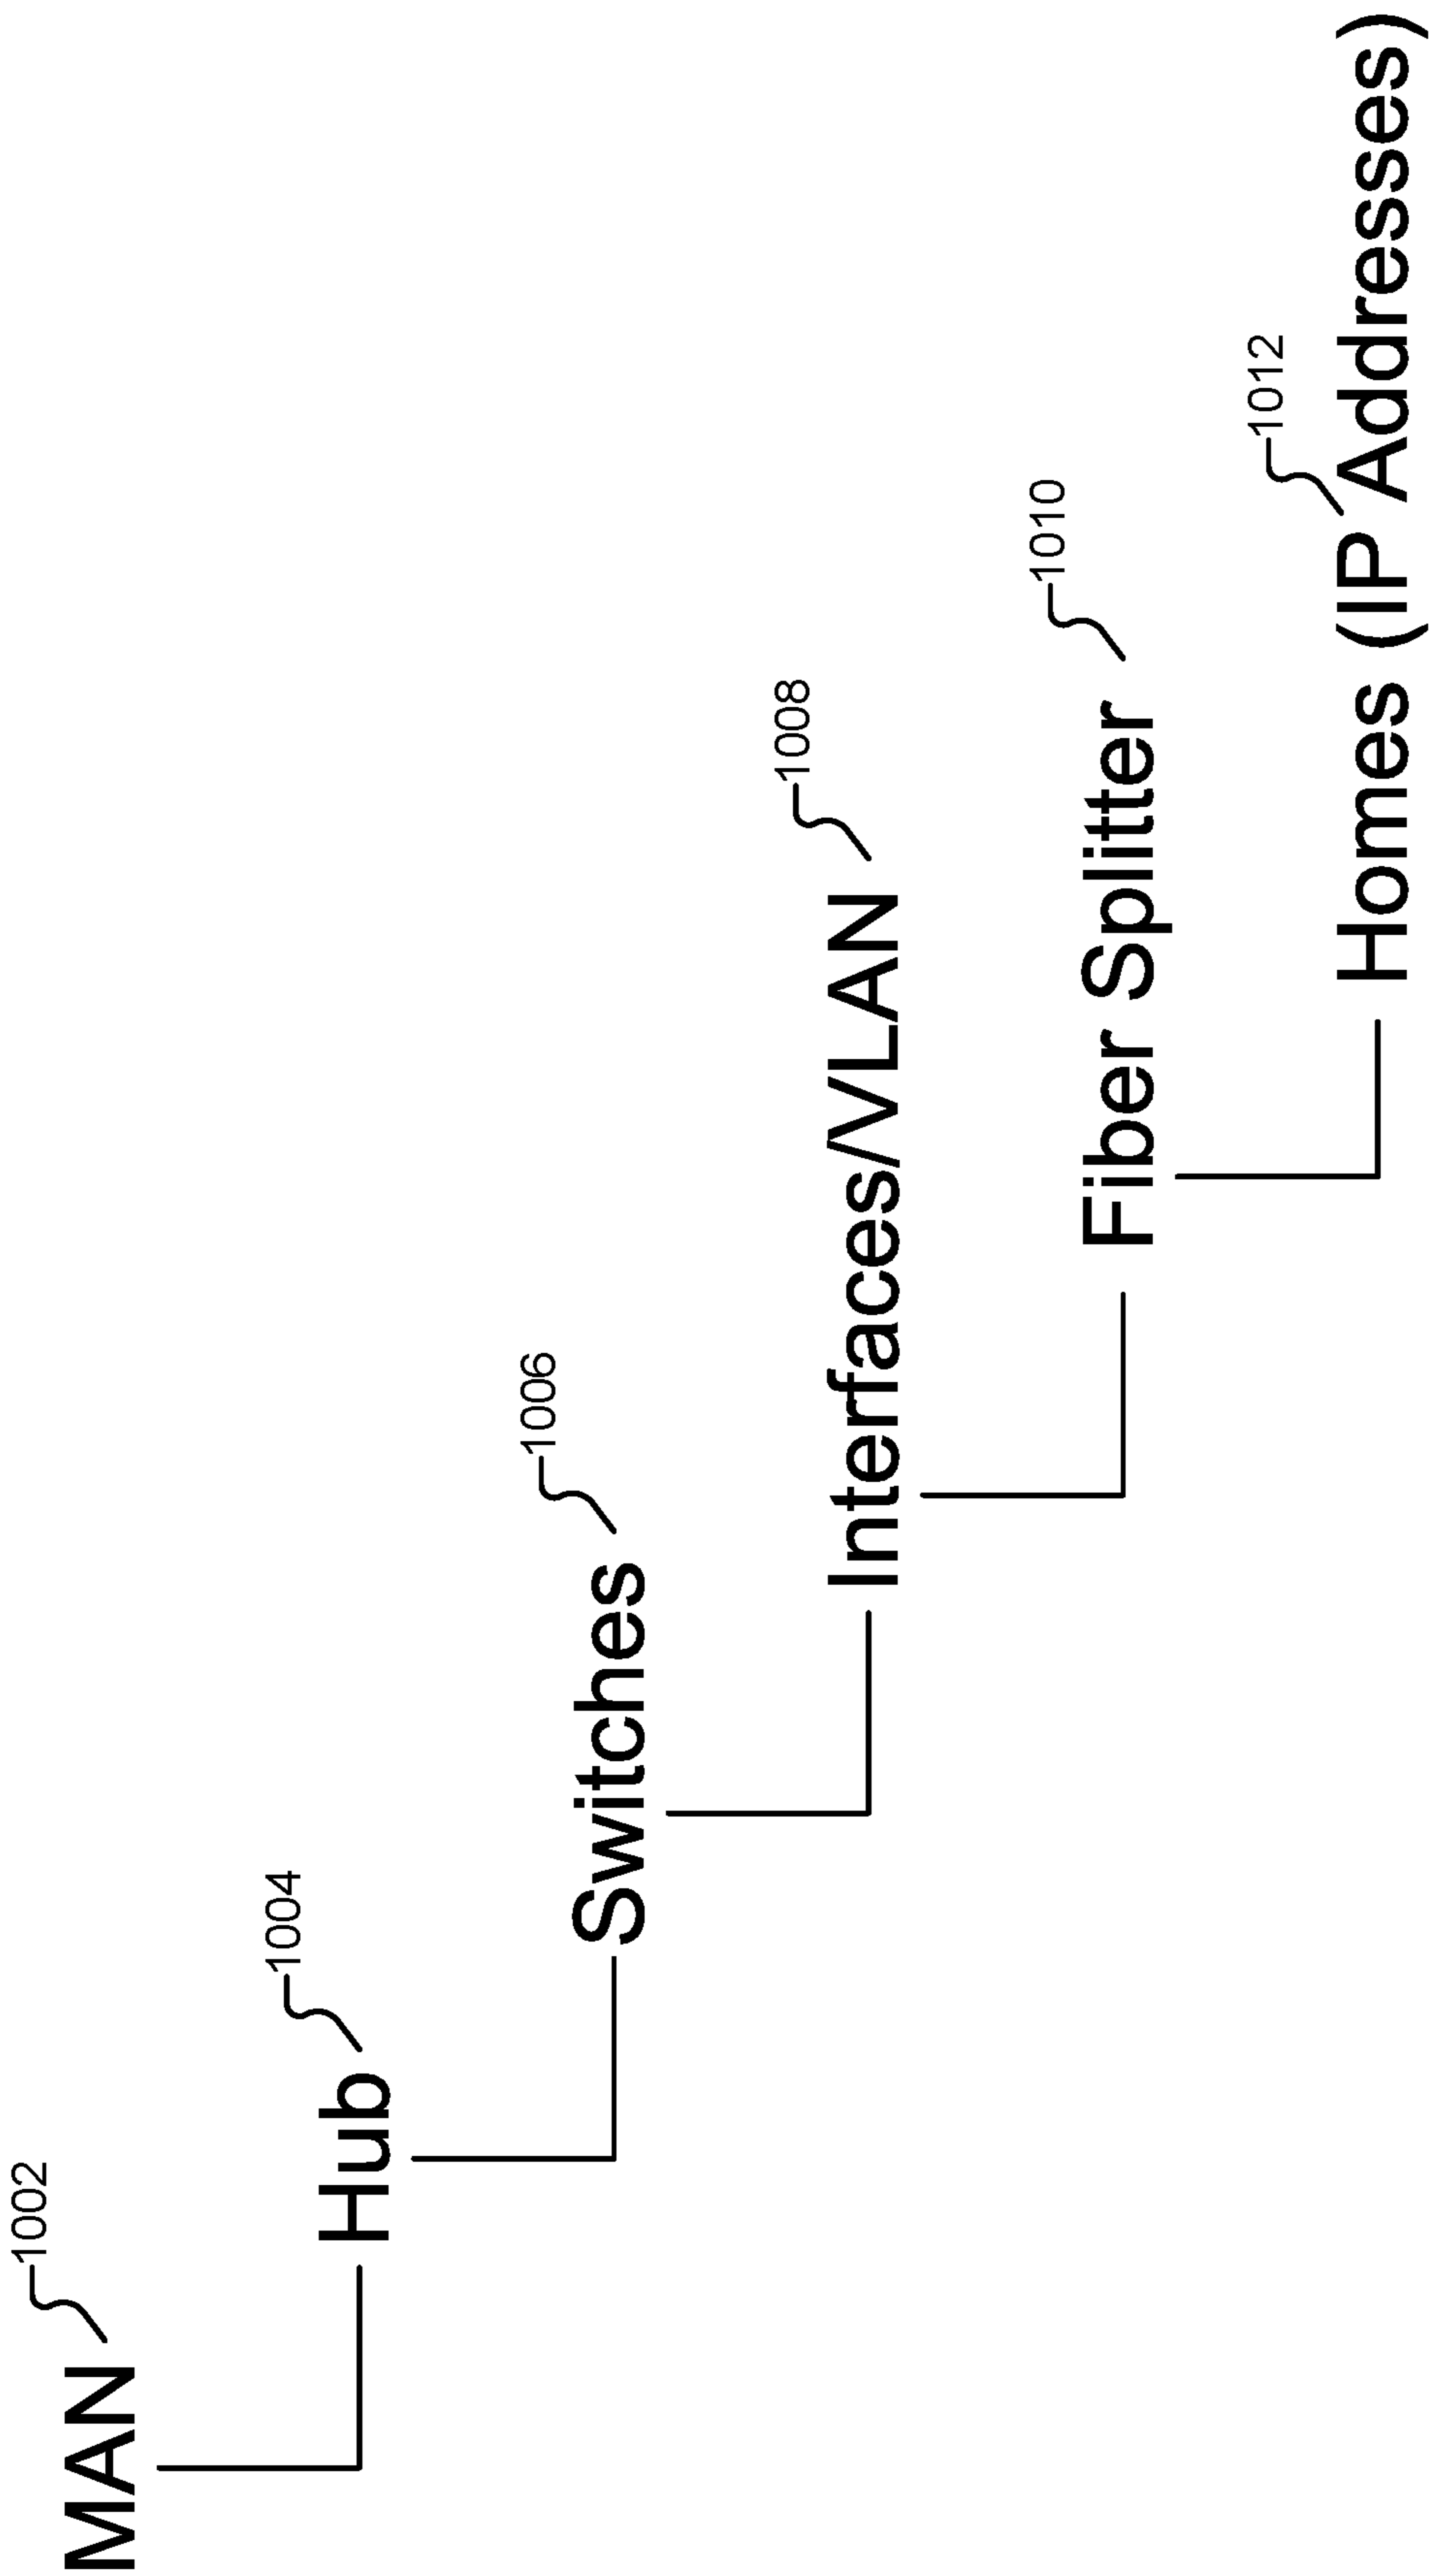 MAN
1002
Hub
1004
Switches
1006
Interfaces/VLAN
1008
Fiber Splitter
1010
Homes (IP Addresses)
1012